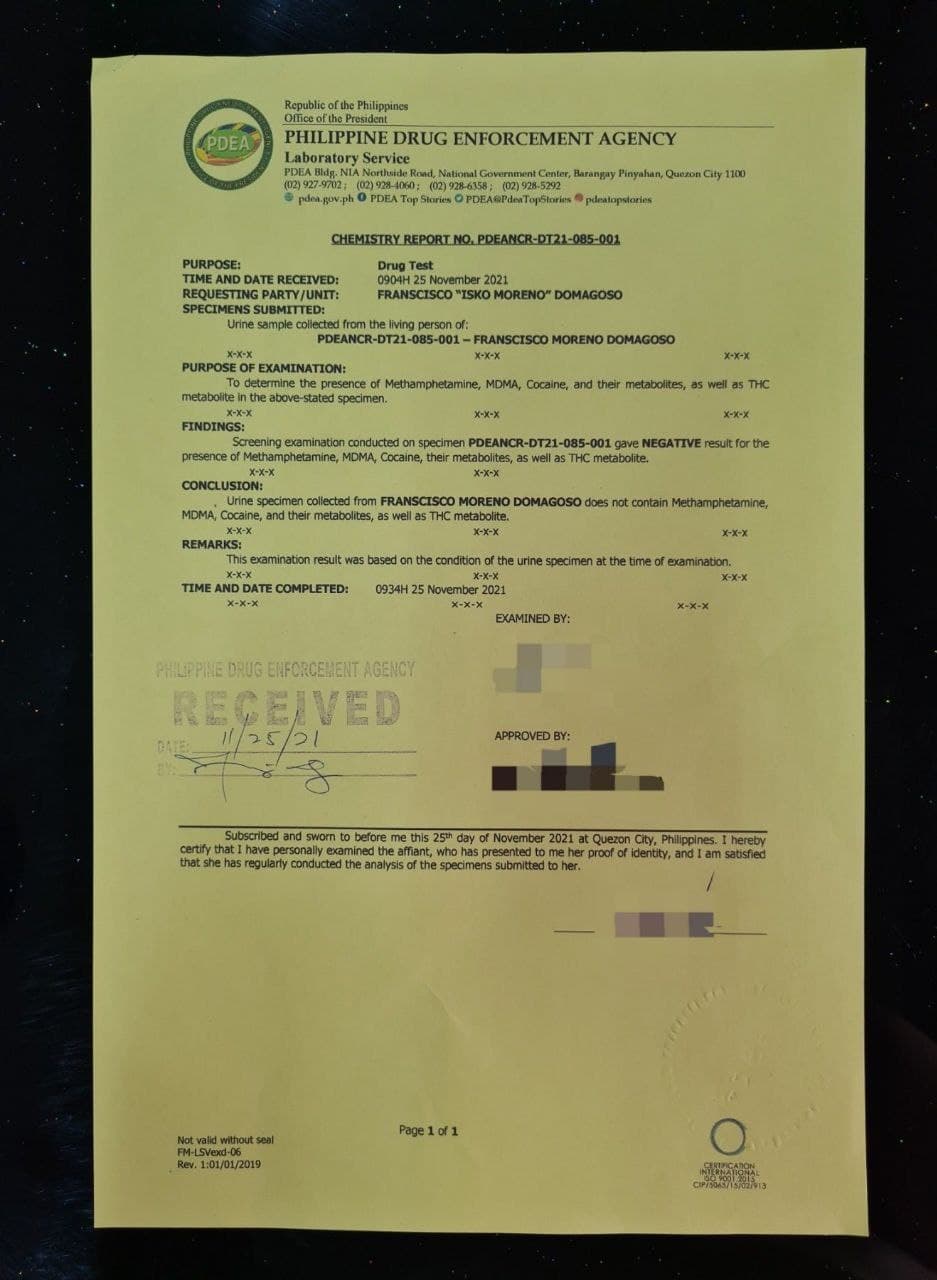 PDEA
Republic of the Philippines
Office of the President
PHILIPPINE DRUG ENFORCEMENT AGENCY
Laboratory Service
PDEA Bldg. NIA Northside Road, National Government Center, Barangay Pinyahan, Quezon City 1100
(02) 927-9702 ; (02) 928-4060 ; (02) 928-6358 ; (02) 928-5292
pdea.gov.ph PDEA Top Stories PDEA@PdeaTopStories pdeatopstories
CHEMISTRY REPORT NO. PDEANCR-DT21-085-001
PURPOSE: Drug Test
TIME AND DATE RECEIVED: 0904H 25 November 2021
REQUESTING PARTY/UNIT: FRANSCISCO "ISKO MORENO" DOMAGOSO
SPECIMENS SUBMITTED:
Urine sample collected from the living person of:
PDEANCR-DT21-085-001 – FRANSCISCO MORENO DOMAGOSO
x-x-x x-x-x x-x-x
PURPOSE OF EXAMINATION:
To determine the presence of Methamphetamine, MDMA, Cocaine, and their metabolites, as well as THC
metabolite in the above-stated specimen.
x-x-x x-x-x x-x-x
FINDINGS:
Screening examination conducted on specimen PDEANCR-DT21-085-001 gave NEGATIVE result for the
presence of Methamphetamine, MDMA, Cocaine, their metabolites, as well as THC metabolite.
x-x-x x-x-x
CONCLUSION:
Urine specimen collected from FRANSCISCO MORENO DOMAGOSO does not contain Methamphetamine,
MDMA, Cocaine, and their metabolites, as well as THC metabolite.
x-x-x x-x-x x-x-x
REMARKS:
This examination result was based on the condition of the urine specimen at the time of examination.
x-x-x x-x-x x-x-x
TIME AND DATE COMPLETED: 0934H 25 November 2021
x-x-x x-x-x x-x-x
EXAMINED BY:
PHILIPPINE DRUG ENFORCEMENT AGENCY
RECEIVED
DATE: 11/25/21
BY:
APPROVED BY:
Subscribed and sworn to before me this 25th day of November 2021 at Quezon City, Philippines. I hereby
certify that I have personally examined the affiant, who has presented to me her proof of identity, and I am satisfied
that she has regularly conducted the analysis of the specimens submitted to her.
Not valid without seal
FM-LSVexd-06
Rev. 1:01/01/2019
Page 1 of 1
CERTIFICATION
INTERNATIONAL
ISO 9001:2015
CIP/5065/15/02/913